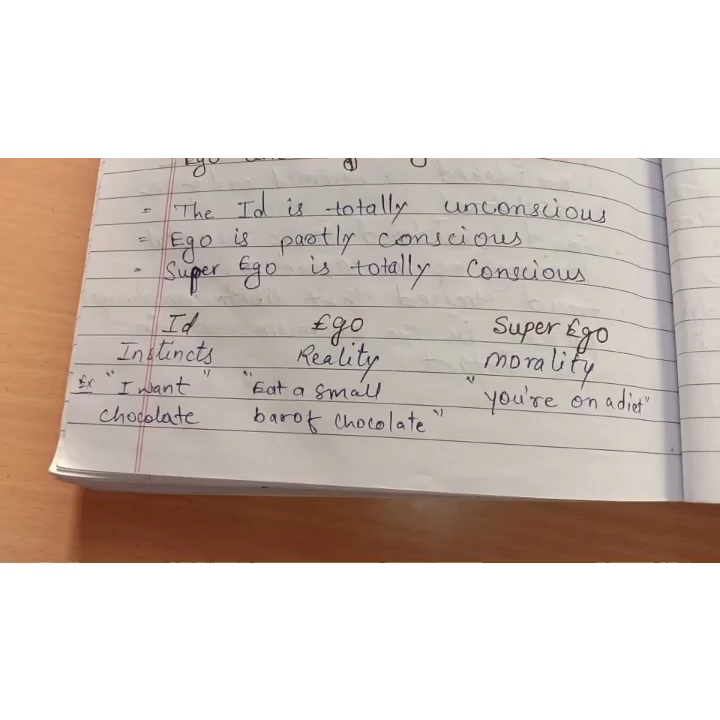 Ego
= The Id is totally unconscious
= Ego is partly conscious
- Super Ego is totally Conscious
Id Ego Super Ego
Instincts Reality morality
Ex "I want" "Eat a small "you're on a diet"
chocolate bar of chocolate"